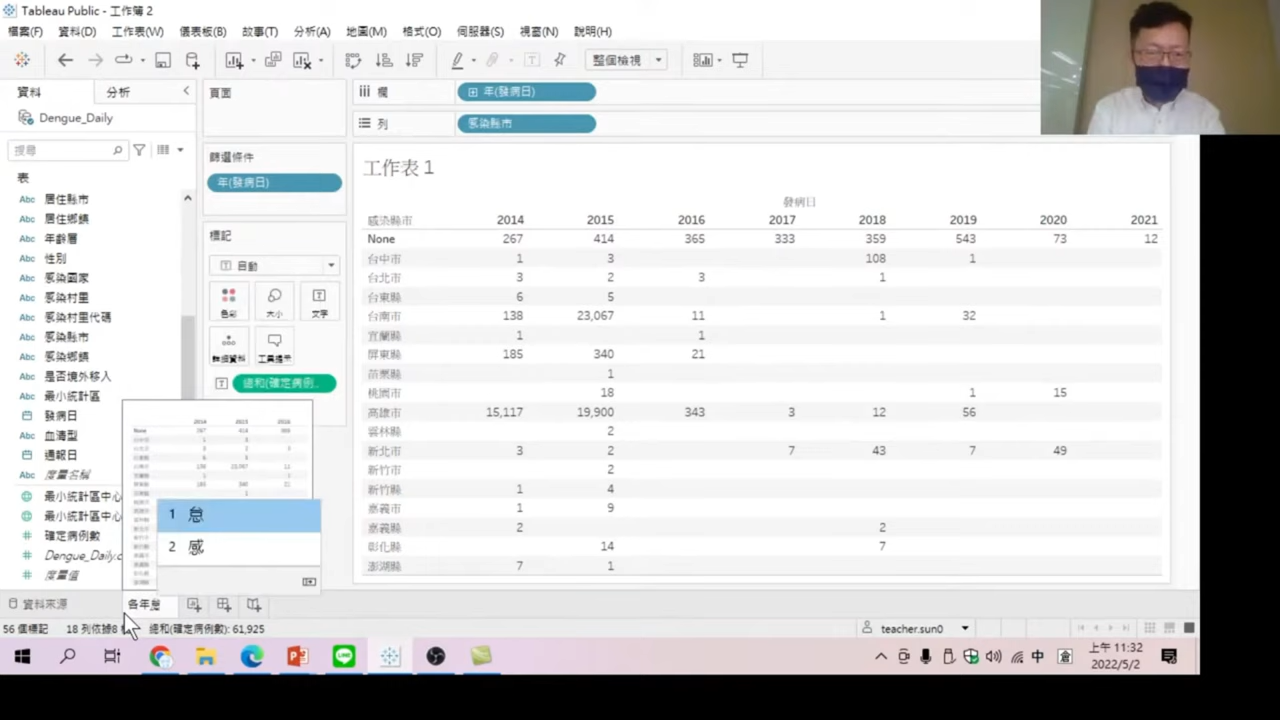 Tableau Public - 工作簿 2
檔案(F) 資料(D) 工作表(W) 儀表板(B) 故事(T) 分析(A) 地圖(M) 格式(O) 伺服器(S) 視窗(N) 說明(H)
整個檢視
資料 分析
Dengue_Daily
搜尋
表
Abc 居住縣市
Abc 居住鄉鎮
Abc 年齡層
Abc 性別
Abc 感染國家
Abc 感染村里
Abc 感染村里代碼
Abc 感染縣市
Abc 感染鄉鎮
Abc 是否境外移入
Abc 最小統計區
發病日
Abc 血清型
通報日
Abc 度量名稱
最小統計區中心
最小統計區中心
確定病例數
Dengue_Daily.c
度量值
頁面
篩選條件
年(發病日)
標記
自動
色彩 大小 文字
詳細資料 工具提示
總和(確定病例..
欄 年(發病日)
列 感染縣市
工作表 1
發病日
感染縣市 2014 2015 2016 2017 2018 2019 2020 2021
None 267 414 365 333 359 543 73 12
台中市 1 3 108 1
台北市 3 2 3 1
台東縣 6 5
台南市 138 23,067 11 1 32
宜蘭縣 1 1
屏東縣 185 340 21
苗栗縣 1
桃園市 18 1 15
高雄市 15,117 19,900 343 3 12 56
雲林縣 2
新北市 3 2 7 43 7 49
新竹市 2
新竹縣 1 4
嘉義市 1 9
嘉義縣 2 2
彰化縣 14 7
澎湖縣 7 1
1 怠
2 感
資料來源 各年怠
56 個標記 18 列依據8 總和(確定病例數): 61,925
teacher.sun0
中
上午 11:32
2022/5/2